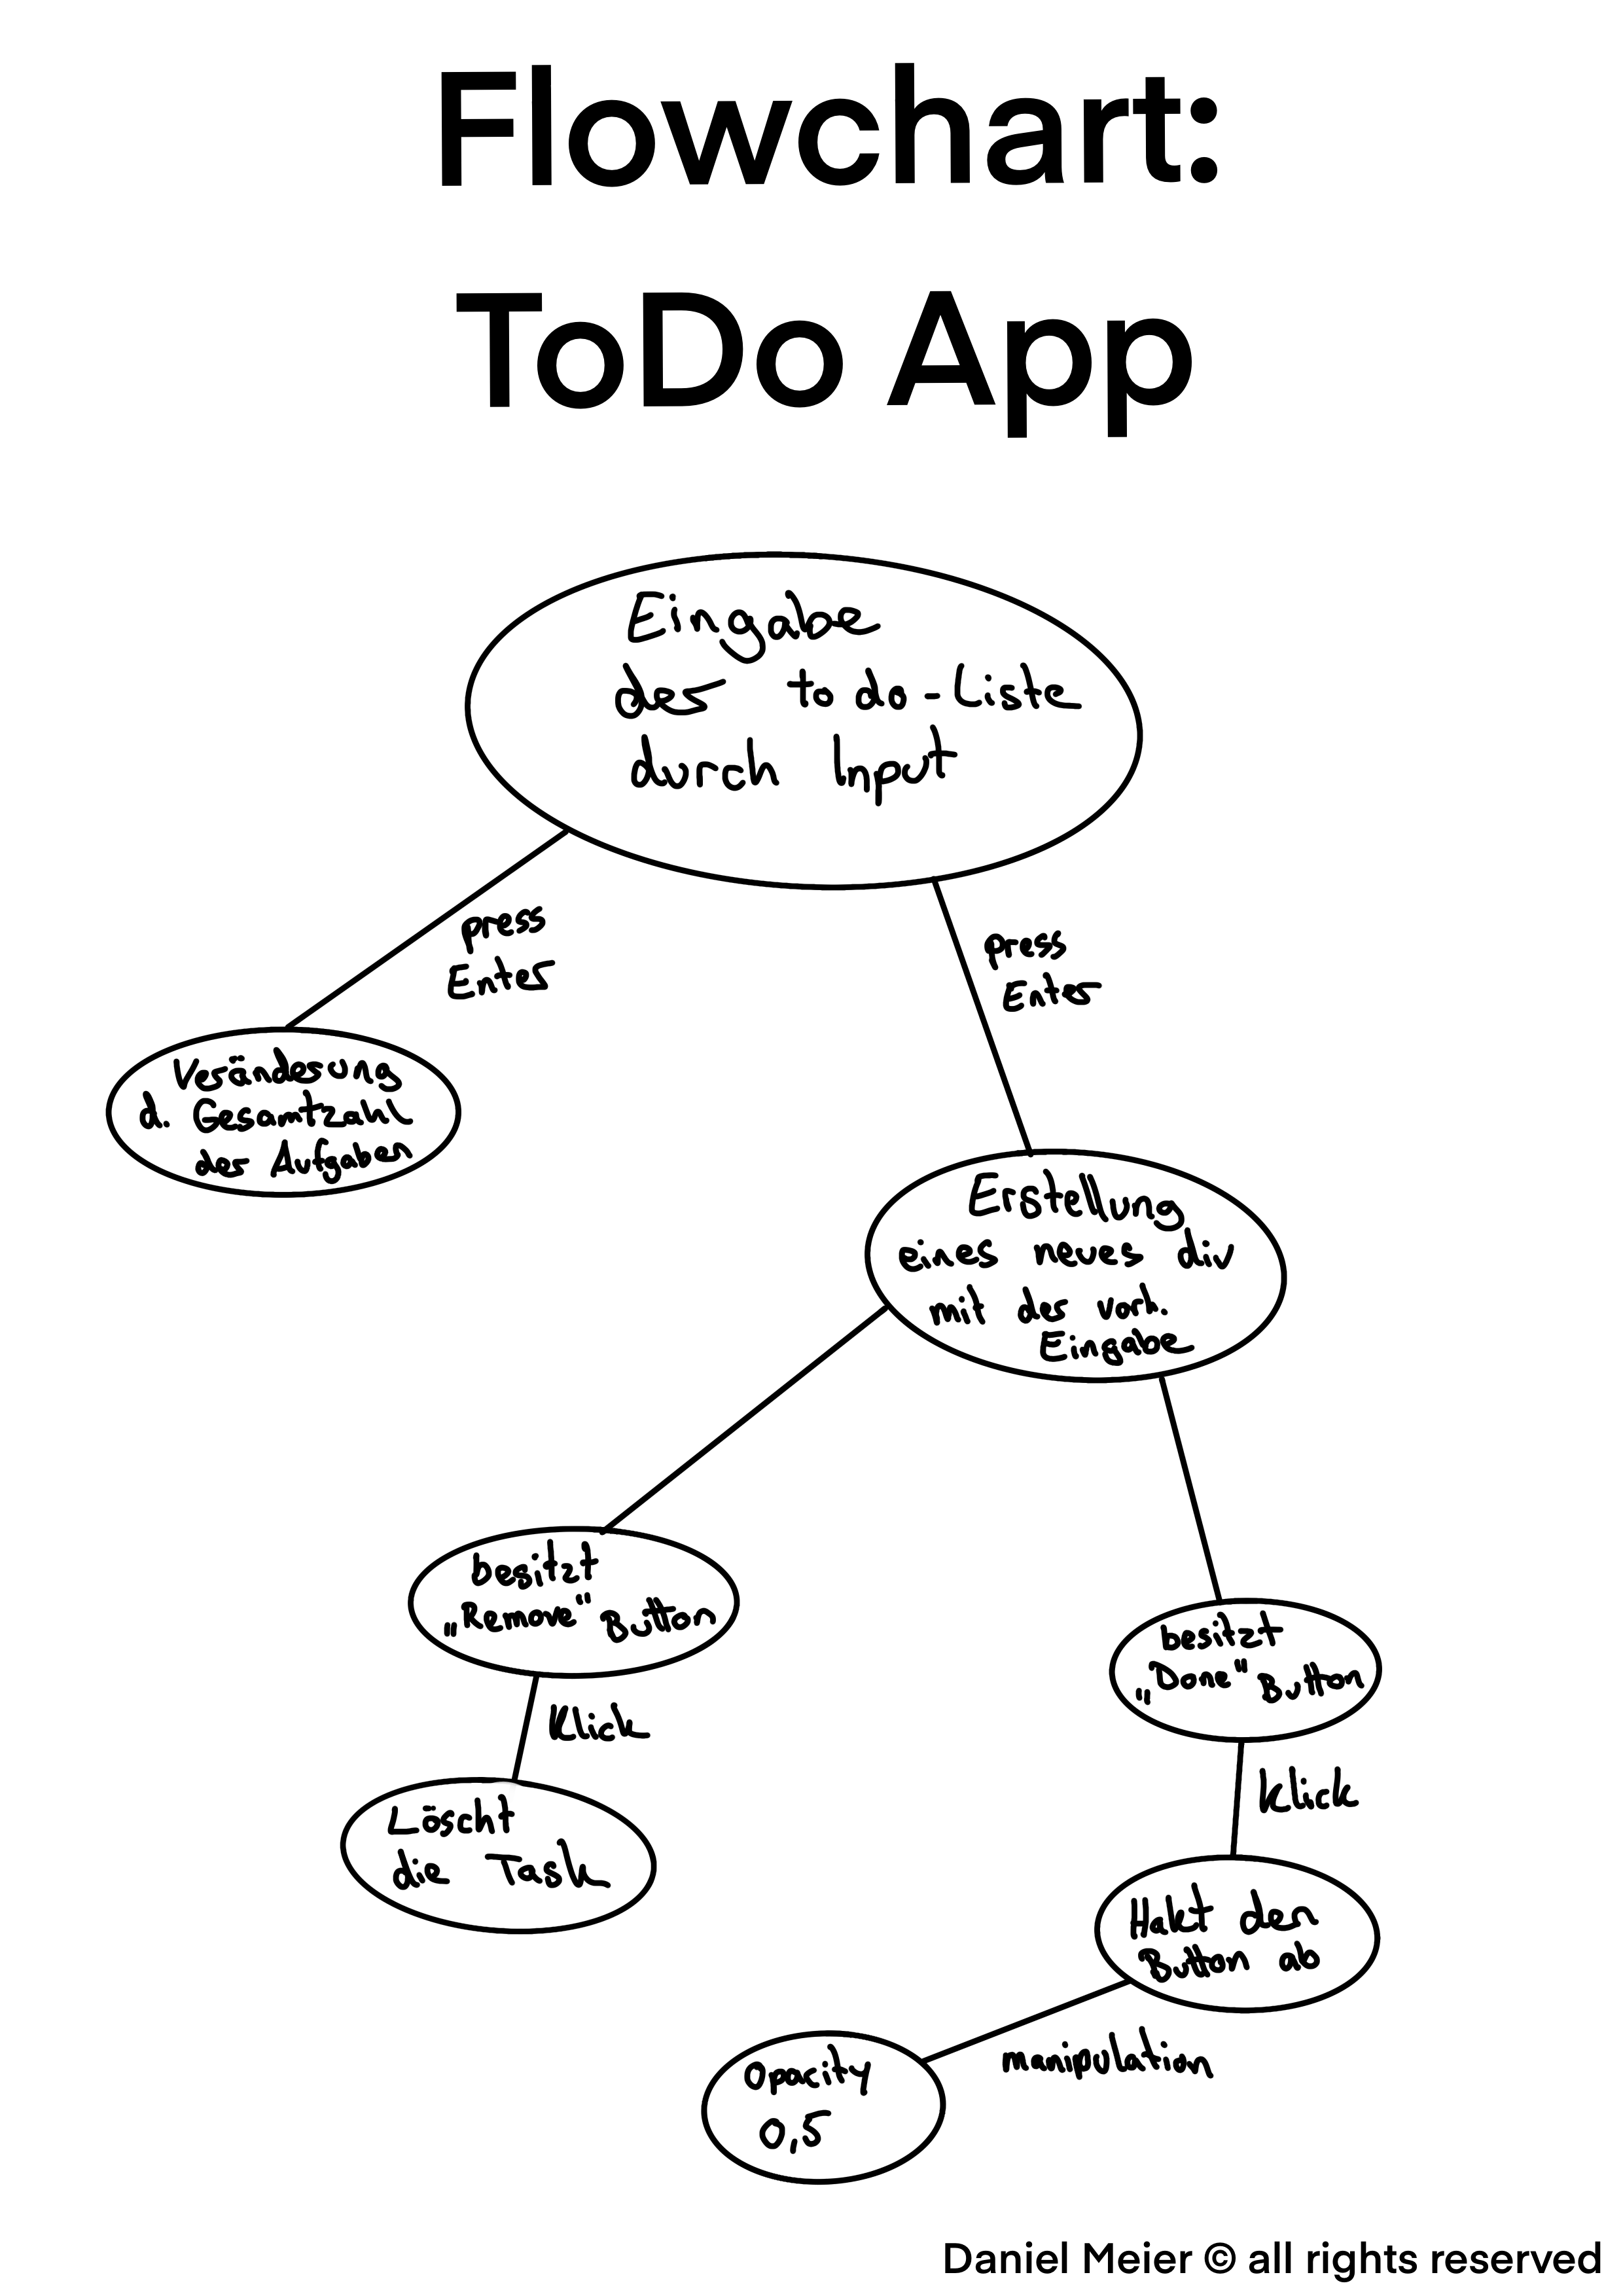 Flowchart:
ToDo App
Eingabe
der to do-Liste
durch Input
press
Enter
press
Enter
Veränderung
d. Gesamtzahl
der Aufgaben
Erstellung
eines neues div
mit der vorh.
Eingabe
besitzt
„Remove" Button
besitzt
„Done" Button
Klick
Klick
Löscht
die Task
Hakt den
Button ab
manipulation
Opacity
0,5
Daniel Meier © all rights reserved